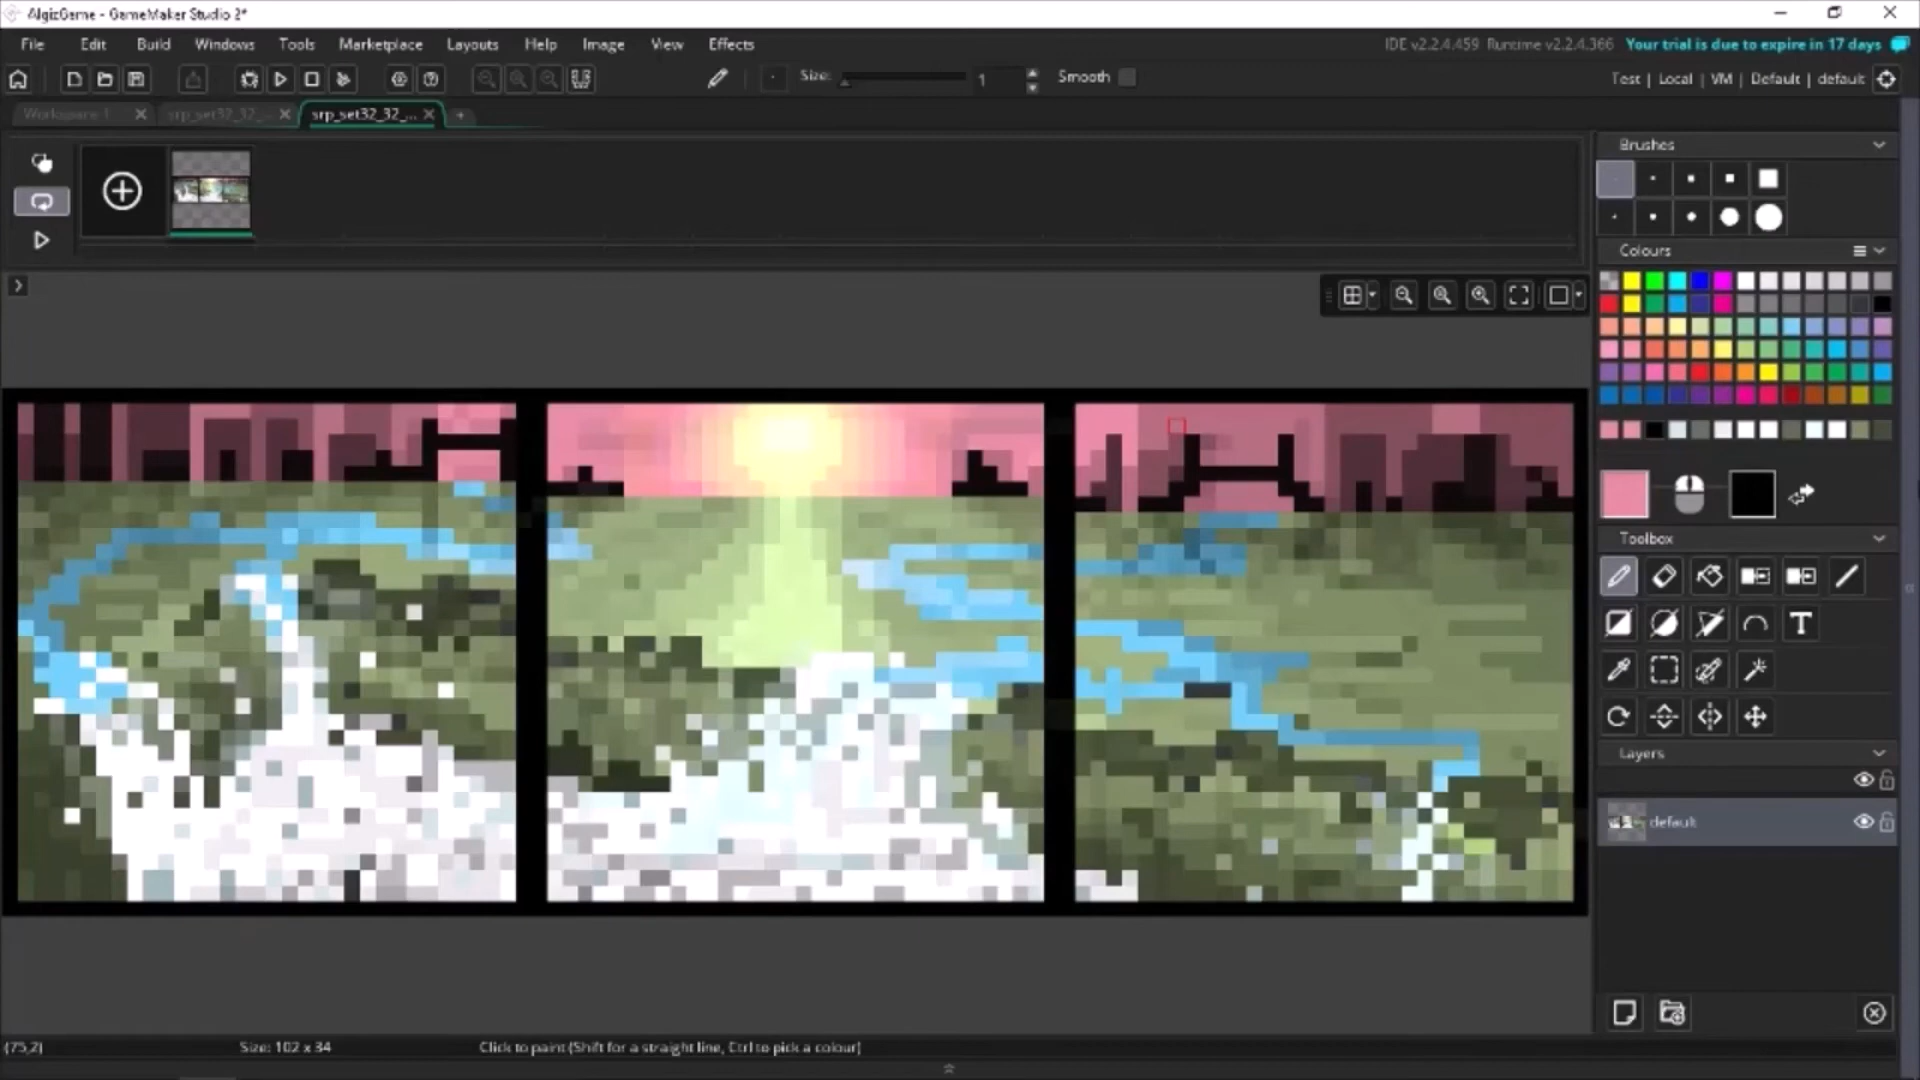 AlgizGame - GameMaker Studio 2*
File Edit Build Windows Tools Marketplace Layouts Help Image View Effects
IDE v2.2.4.459 Runtime v2.2.4.366 Your trial is due to expire in 17 days
Size: 1 Smooth
Test | Local | VM | Default | default
Workspace 1 srp_set32_32_... srp_set32_32_...
Brushes
Colours
Toolbox
Layers
default
(75,2) Size: 102 x 34 Click to paint (Shift for a straight line, Ctrl to pick a colour)